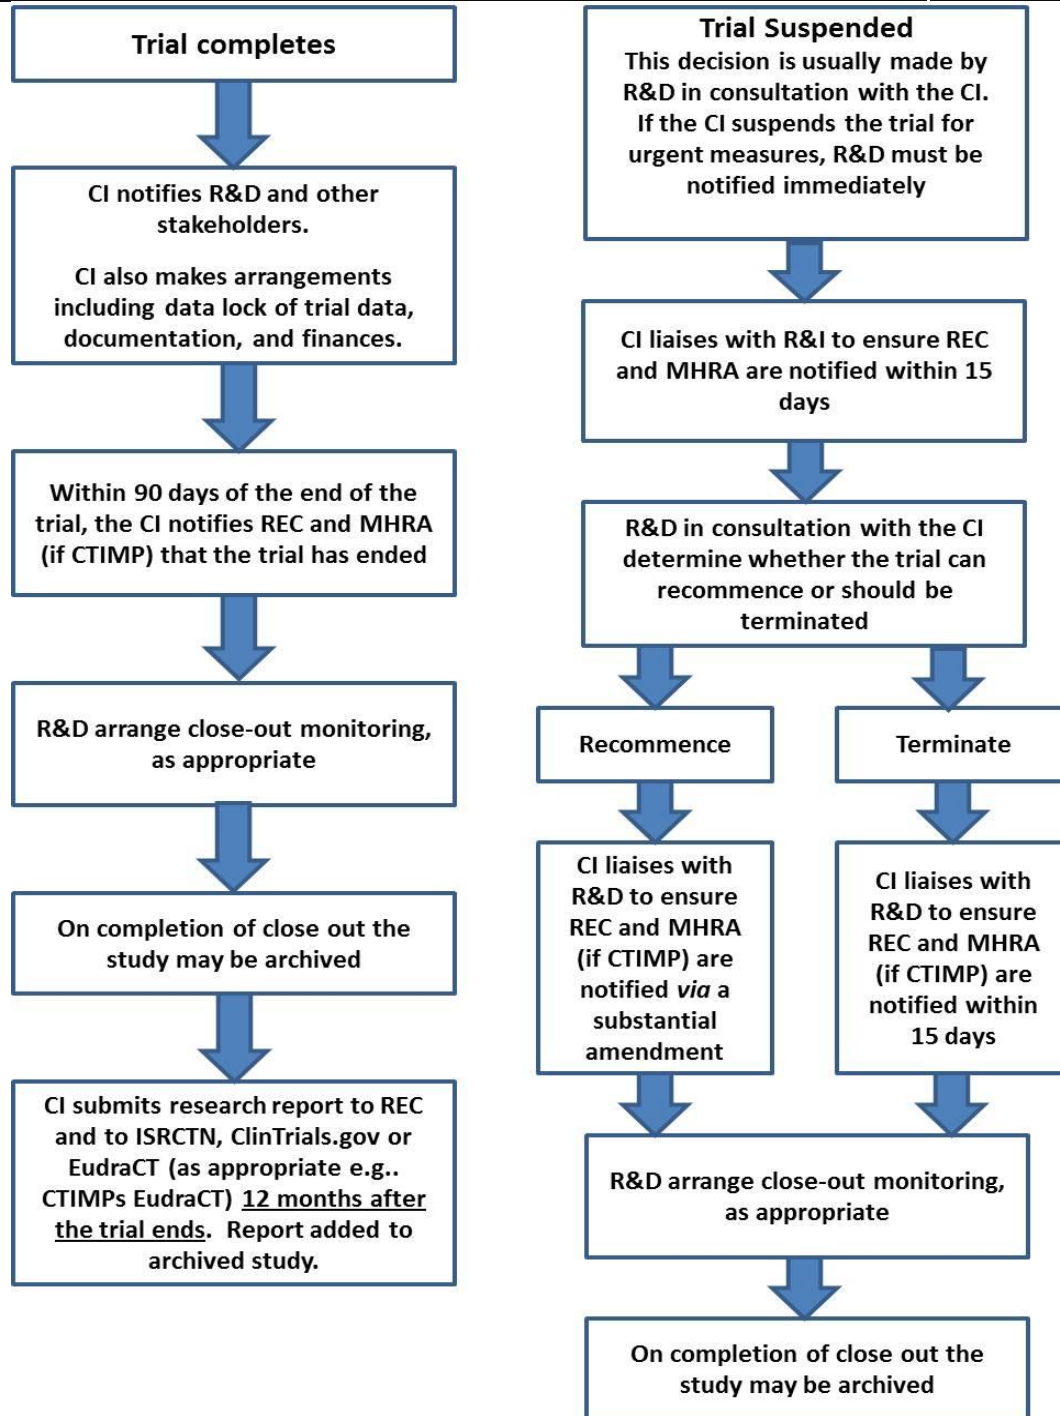 Trial completes
CI notifies R&D and other
stakeholders.
CI also makes arrangements
including data lock of trial data,
documentation, and finances.
Within 90 days of the end of the
trial, the CI notifies REC and MHRA
(if CTIMP) that the trial has ended
R&D arrange close-out monitoring,
as appropriate
On completion of close out the
study may be archived
CI submits research report to REC
and to ISRCTN, ClinTrials.gov or
EudraCT (as appropriate e.g..
CTIMPs EudraCT) 12 months after
the trial ends. Report added to
archived study.
Trial Suspended
This decision is usually made by
R&D in consultation with the CI.
If the CI suspends the trial for
urgent measures, R&D must be
notified immediately
CI liaises with R&I to ensure REC
and MHRA are notified within 15
days
R&D in consultation with the CI
determine whether the trial can
recommence or should be
terminated
Recommence
CI liaises with
R&D to ensure
REC and MHRA
(if CTIMP) are
notified via a
substantial
amendment
Terminate
CI liaises with
R&D to ensure
REC and MHRA
(if CTIMP) are
notified within
15 days
R&D arrange close-out monitoring,
as appropriate
On completion of close out the
study may be archived